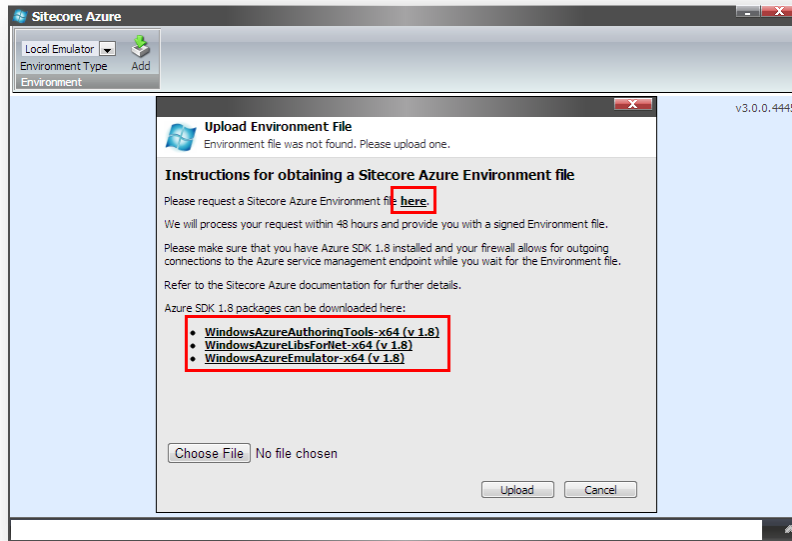 Sitecore Azure
Local Emulator
Environment Type
Add
Environment
v3.0.0.4445
Upload Environment File
Environment file was not found. Please upload one.
Instructions for obtaining a Sitecore Azure Environment file
Please request a Sitecore Azure Environment file here.
We will process your request within 48 hours and provide you with a signed Environment file.
Please make sure that you have Azure SDK 1.8 installed and your firewall allows for outgoing
connections to the Azure service management endpoint while you wait for the Environment file.
Refer to the Sitecore Azure documentation for further details.
Azure SDK 1.8 packages can be downloaded here:
• WindowsAzureAuthoringTools-x64 (v 1.8)
• WindowsAzureLibsForNet-x64 (v 1.8)
• WindowsAzureEmulator-x64 (v 1.8)
Choose File No file chosen
Upload
Cancel